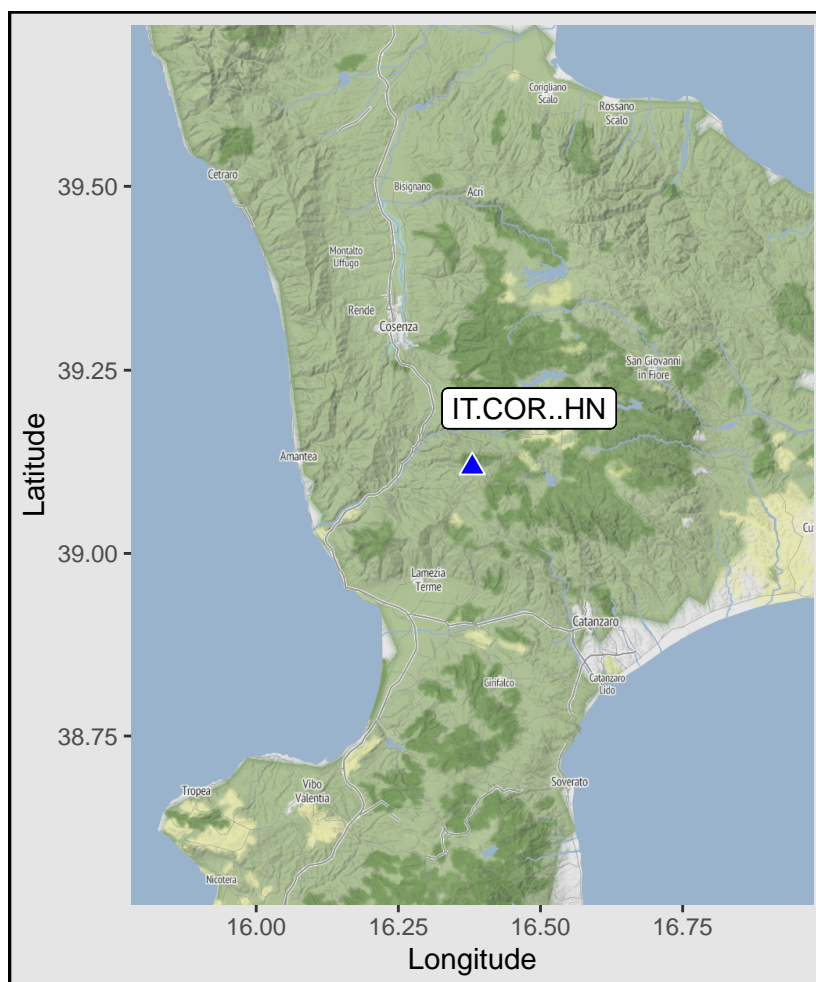 Corigliano
Scalo
Rossano
Scalo
39.50
Cetraro
Bisignano
Acri
Montalto
Uffugo
Rende
Cosenza
39.25
San Giovanni
in Fiore
IT.COR..HN
Amantea
Latitude
Cu
39.00
Lamezia
Terme
Catanzaro
Girifalco
Catanzaro
Lido
38.75
Soverato
Tropea
Vibo
Valentia
Nicotera
16.00
16.25
16.50
16.75
Longitude